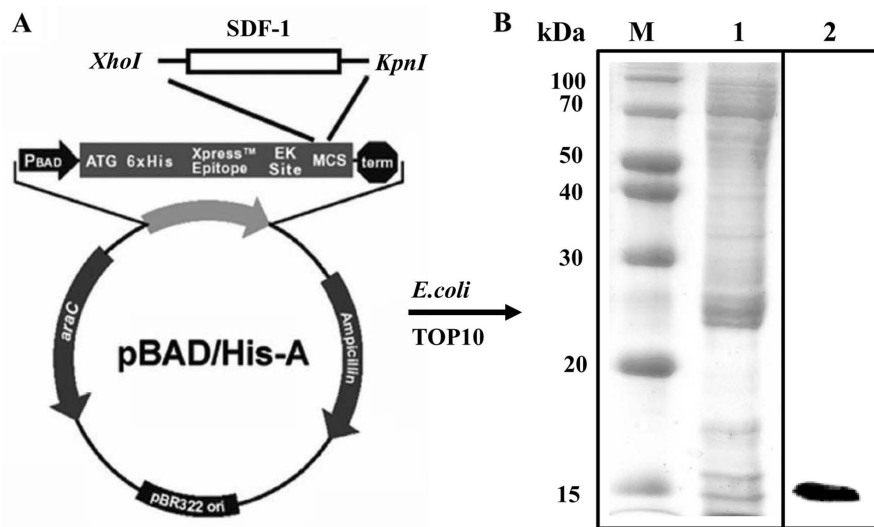 A
SDF-1
XhoI
KpnI
PBAD
ATG 6xHis Xpress™ Epitope EK Site MCS
term
araC
Ampicillin
pBAD/His-A
pBR322 ori
E.coli
TOP10
B
kDa M 1 2
100
70
50
40
30
20
15